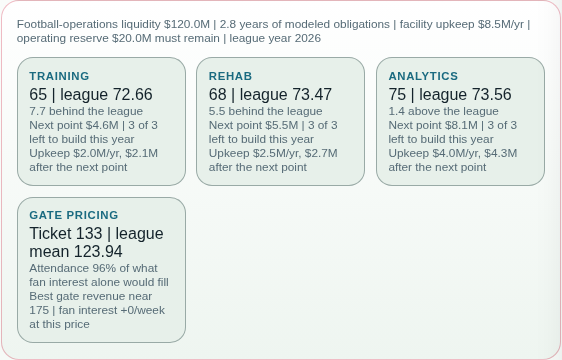 Football-operations liquidity $120.0M | 2.8 years of modeled obligations | facility upkeep $8.5M/yr |
operating reserve $20.0M must remain | league year 2026
TRAINING
65 | league 72.66
7.7 behind the league
Next point $4.6M | 3 of 3
left to build this year
Upkeep $2.0M/yr, $2.1M
after the next point
REHAB
68 | league 73.47
5.5 behind the league
Next point $5.5M | 3 of 3
left to build this year
Upkeep $2.5M/yr, $2.7M
after the next point
ANALYTICS
75 | league 73.56
1.4 above the league
Next point $8.1M | 3 of 3
left to build this year
Upkeep $4.0M/yr, $4.3M
after the next point
GATE PRICING
Ticket 133 | league
mean 123.94
Attendance 96% of what
fan interest alone would fill
Best gate revenue near
175 | fan interest +0/week
at this price